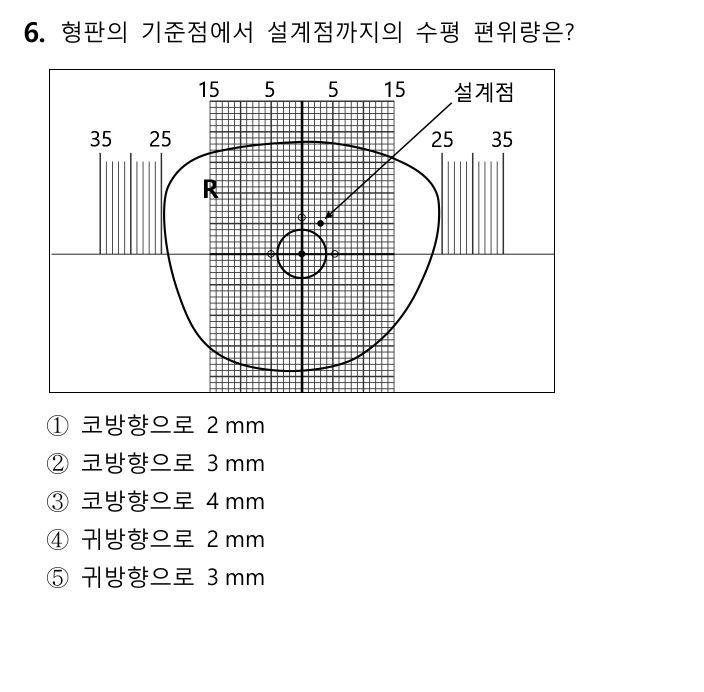 6. 형판의 기준점에서 설계점까지의 수평 편위량은?
15 5 5 15 설계점
35 25 25 35
R
① 코방향으로 2 mm
② 코방향으로 3 mm
③ 코방향으로 4 mm
④ 귀방향으로 2 mm
⑤ 귀방향으로 3 mm